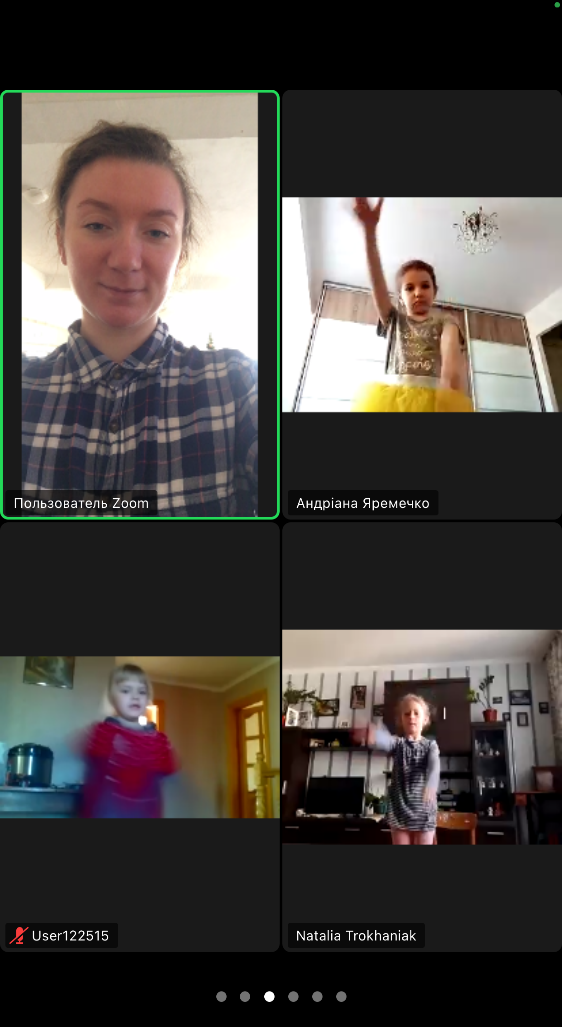 Пользователь Zoom
Андріана Яремечко
User122515
Natalia Trokhaniak